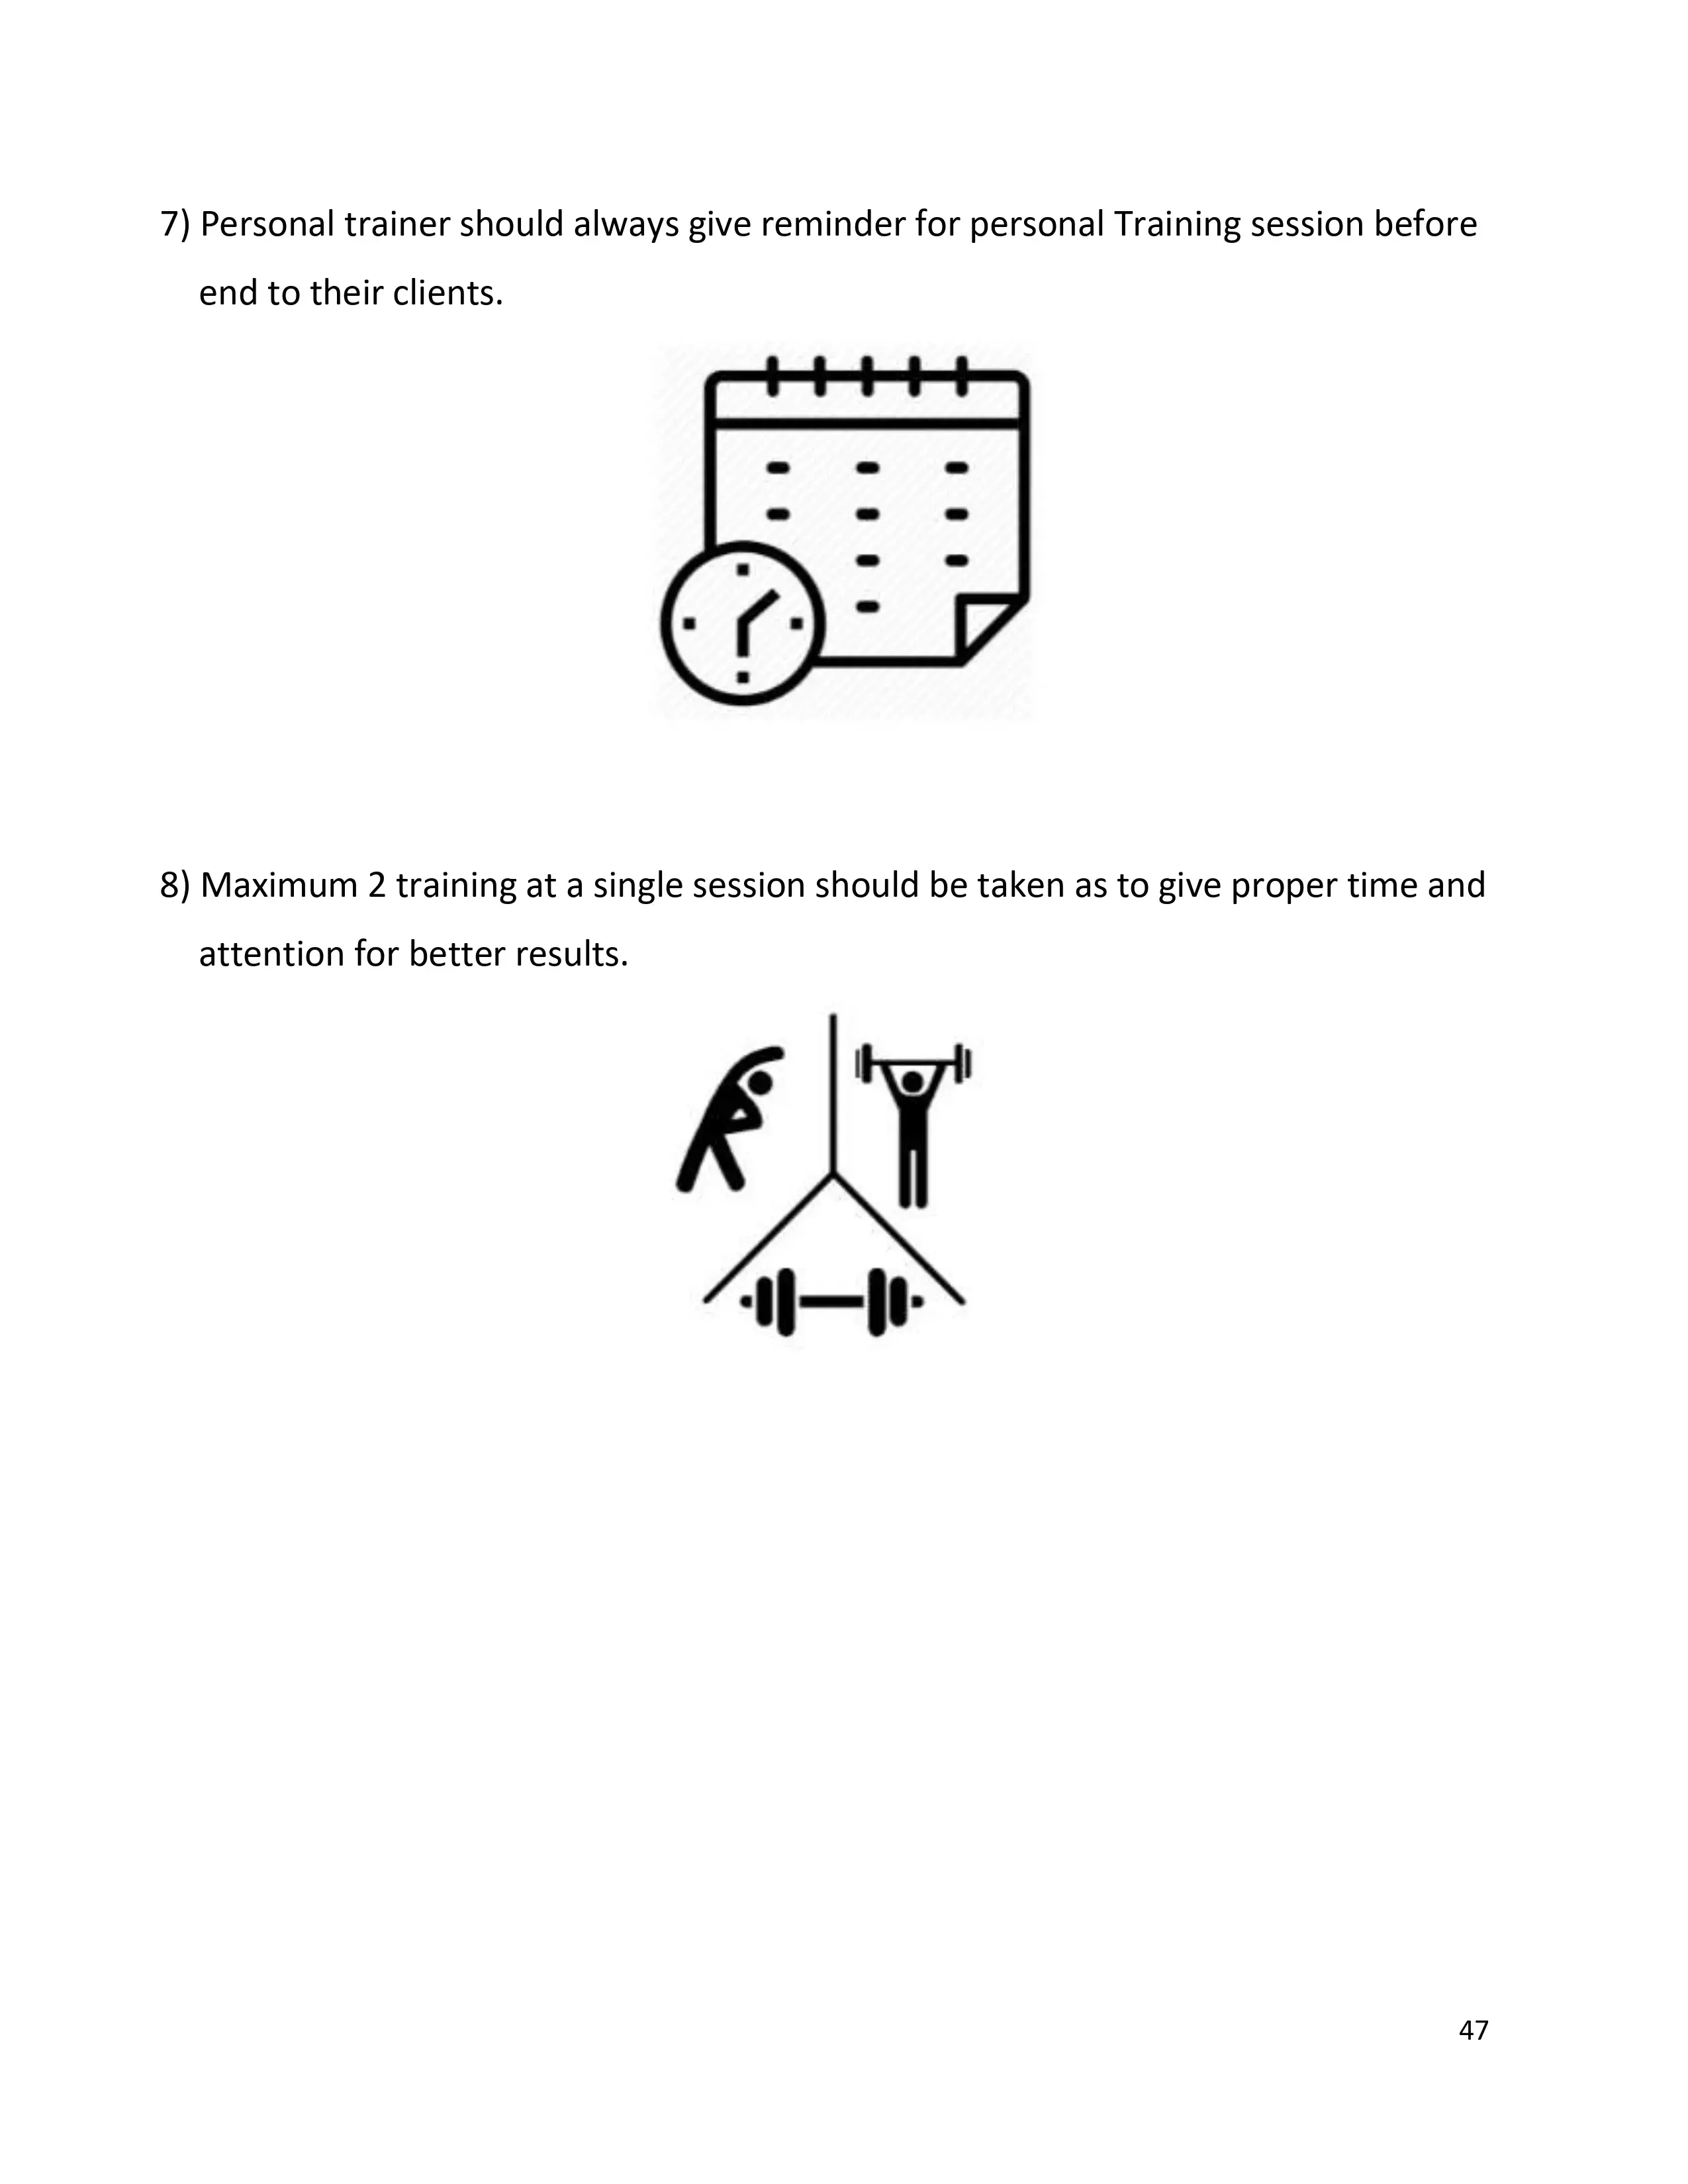 7) Personal trainer should always give reminder for personal Training session before
end to their clients.
8) Maximum 2 training at a single session should be taken as to give proper time and
attention for better results.
47